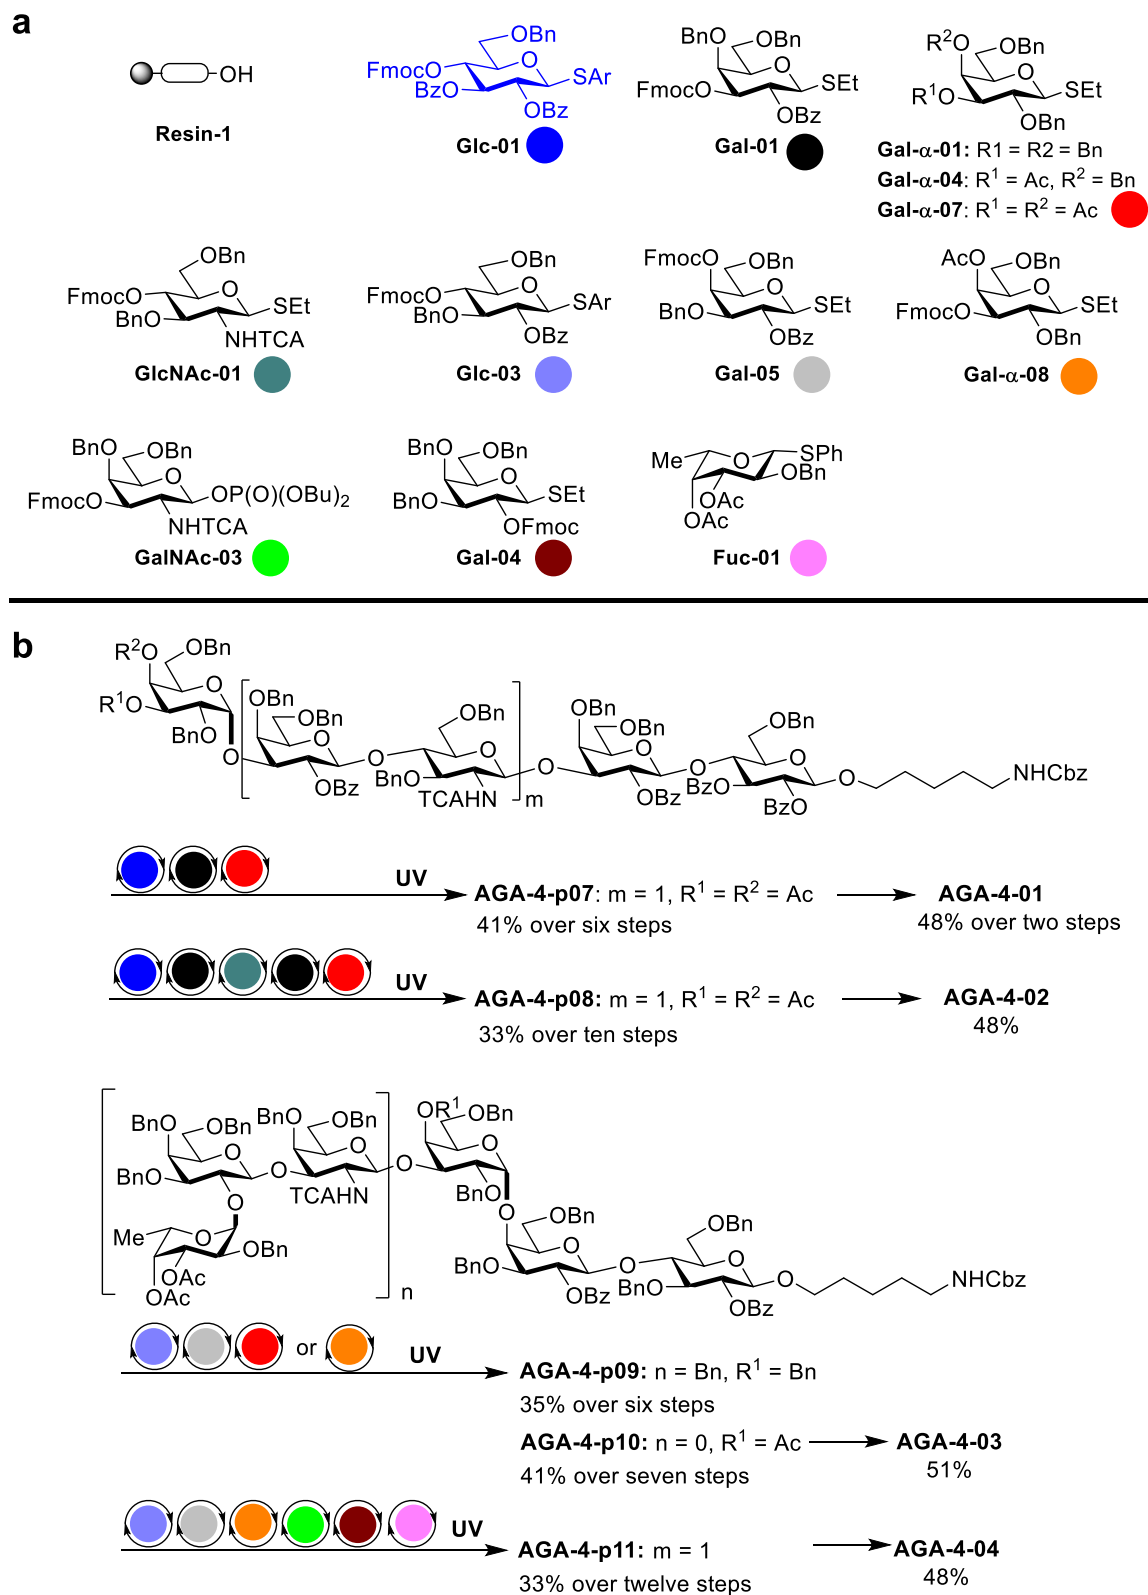 a
OH
Resin-1
OBn
FmocO
BzO
O
SAr
OBz
Glc-01
BnO OBn
FmocO
O
SEt
OBz
Gal-01
R²O OBn
R¹O
O
SEt
OBn
Gal-α-01: R1 = R2 = Bn
Gal-α-04: R¹ = Ac, R² = Bn
Gal-α-07: R¹ = R² = Ac
OBn
FmocO
BnO
O
SEt
NHTCA
GlcNAc-01
OBn
FmocO
BnO
O
SAr
OBz
Glc-03
FmocO OBn
BnO
O
SEt
OBz
Gal-05
AcO OBn
FmocO
O
SEt
OBn
Gal-α-08
BnO OBn
FmocO
O
OP(O)(OBu)₂
NHTCA
GalNAc-03
BnO OBn
BnO
O
SEt
OFmoc
Gal-04
Me
O
SPh
OBn
OAc
OAc
Fuc-01
b
R²O OBn
R¹O
O
BnO
O
OBn
OBn
O
OBz
O
OBn
O
BnO
TCAHN
m
O
OBn
OBn
O
OBz
O
OBn
O
BzO
BzO
O
NHCbz
UV
AGA-4-p07: m = 1, R¹ = R² = Ac
41% over six steps
AGA-4-01
48% over two steps
UV
AGA-4-p08: m = 1, R¹ = R² = Ac
33% over ten steps
AGA-4-02
48%
BnO OBn
BnO
O
O
BnO OBn
O
TCAHN
O
Me
O
OBn
OAc
OAc
n
OR¹
OBn
O
BnO
O
OBn
BnO
O
OBz
O
OBn
O
BnO
OBz
O
NHCbz
or
UV
AGA-4-p09: n = Bn, R¹ = Bn
35% over six steps
AGA-4-p10: n = 0, R¹ = Ac
41% over seven steps
AGA-4-03
51%
UV
AGA-4-p11: m = 1
33% over twelve steps
AGA-4-04
48%